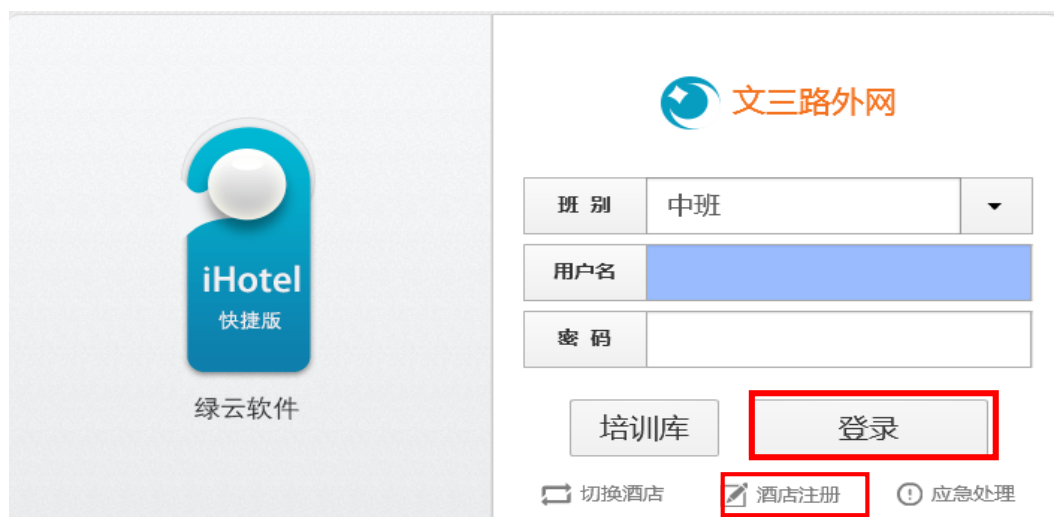 iHotel
快捷版
绿云软件
文三路外网
班 别
中班
用户名
密 码
培训库
登录
切换酒店
酒店注册
应急处理